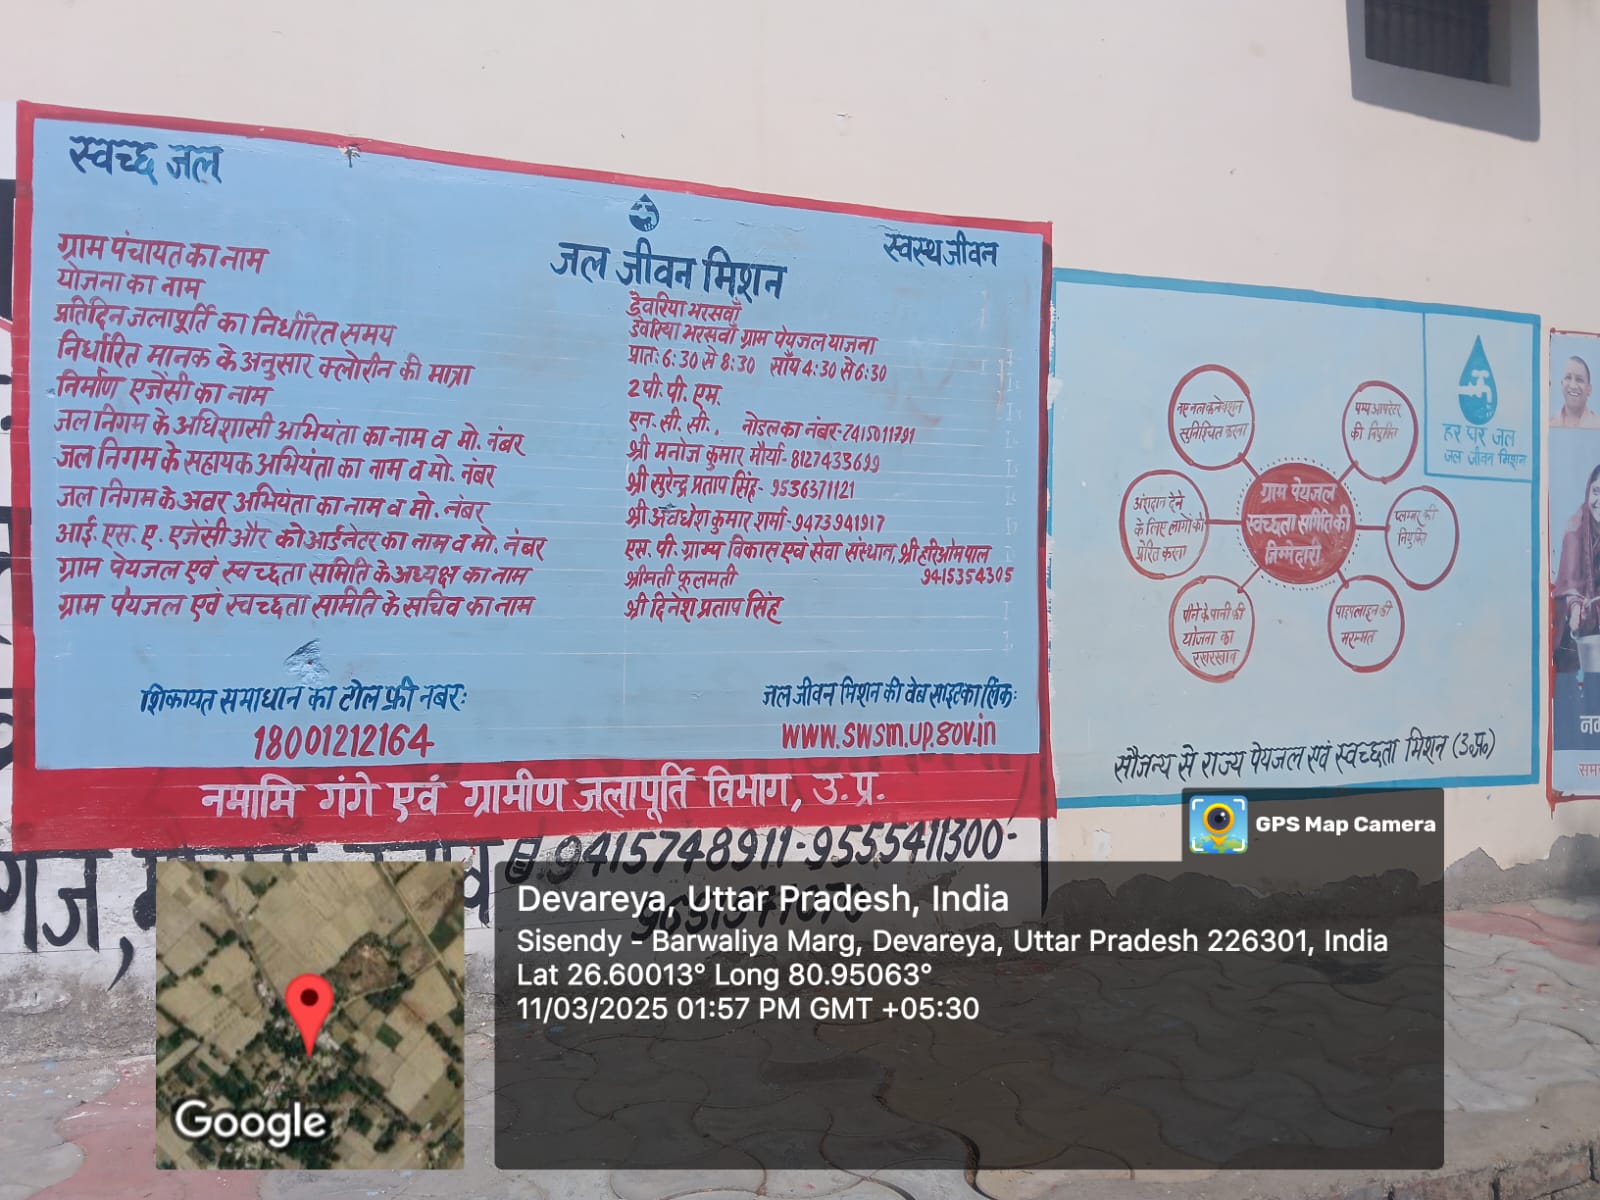 स्वच्छ जल
जल जीवन मिशन
स्वस्थ जीवन
ग्राम पंचायत का नाम
देवरिया भरसवाँ
योजना का नाम
देवरिया भरसवाँ ग्राम पेयजल याजना
प्रतिदिन जलापूर्ति का निर्धारित समय
प्रातः 6:30 से 8:30 साँय 4:30 से 6:30
निर्धारित मानक के अनुसार क्लोरीन की मात्रा
2 पी. पी. एम.
निर्माण एजेंसी का नाम
एन. सी. सी., नोडल का नंबर-7415011791
जल निगम के अधिशासी अभियंता का नाम व मो. नंबर
श्री मनोज कुमार मौर्या-8127433699
जल निगम के सहायक अभियंता का नाम व मो. नंबर
श्री सुरेन्द्र प्रताप सिंह- 9536371121
जल निगम के अवर अभियंता का नाम व मो. नंबर
श्री अवधेश कुमार शर्मा-9473941917
आई. एस. ए. एजेंसी और को आर्डिनेटर का नाम व मो. नंबर
एस. पी. ग्राम्य विकास एवं सेवा संस्थान, श्री हरिओम पाल
9415354305
ग्राम पेयजल एवं स्वच्छता समिति के अध्यक्ष का नाम
श्रीमती फूलमती
ग्राम पेयजल एवं स्वच्छता समिति के सचिव का नाम
श्री दिनेश प्रताप सिंह
शिकायत समाधान का टोल फ्री नबर:
18001212164
जल जीवन मिशन की वेब साइट का लिंक:
www.swsm.up.gov.in
नमामि गंगे एवं ग्रामीण जलापूर्ति विभाग, उ. प्र.
9415748911-9555411300-
हर घर जल
जल जीवन मिशन
नए नल कनेक्शन
सुनिश्चित करना
पम्प आपरेटर
की नियुक्ति
अंशदान देने
के लिए लोगो को
प्रेरित करना
ग्राम पेयजल
स्वच्छता समिति की
जिम्मेदारी
प्लम्बर की
नियुक्ति
पीने के पानी की
योजना का
रखरखाव
पाइपलाइन की
मरम्मत
सौजन्य से राज्य पेयजल एवं स्वच्छता मिशन (उ.प्र.)
GPS Map Camera
Devareya, Uttar Pradesh, India
Sisendy - Barwaliya Marg, Devareya, Uttar Pradesh 226301, India
Lat 26.60013° Long 80.95063°
11/03/2025 01:57 PM GMT +05:30
Google